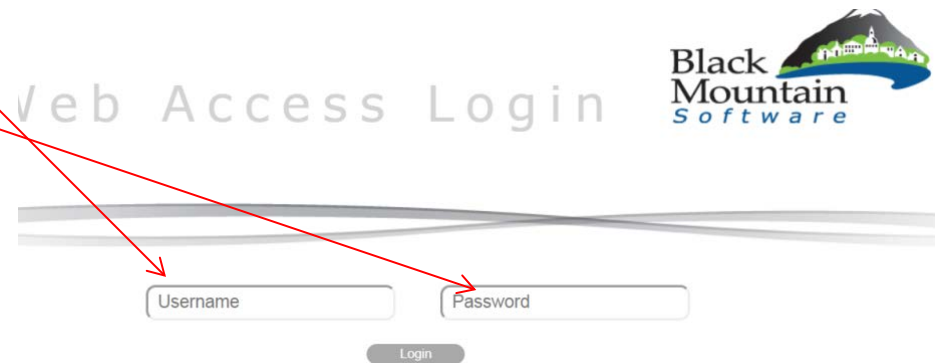 Web Access Login
Black
Mountain
Software
Username
Password
Login